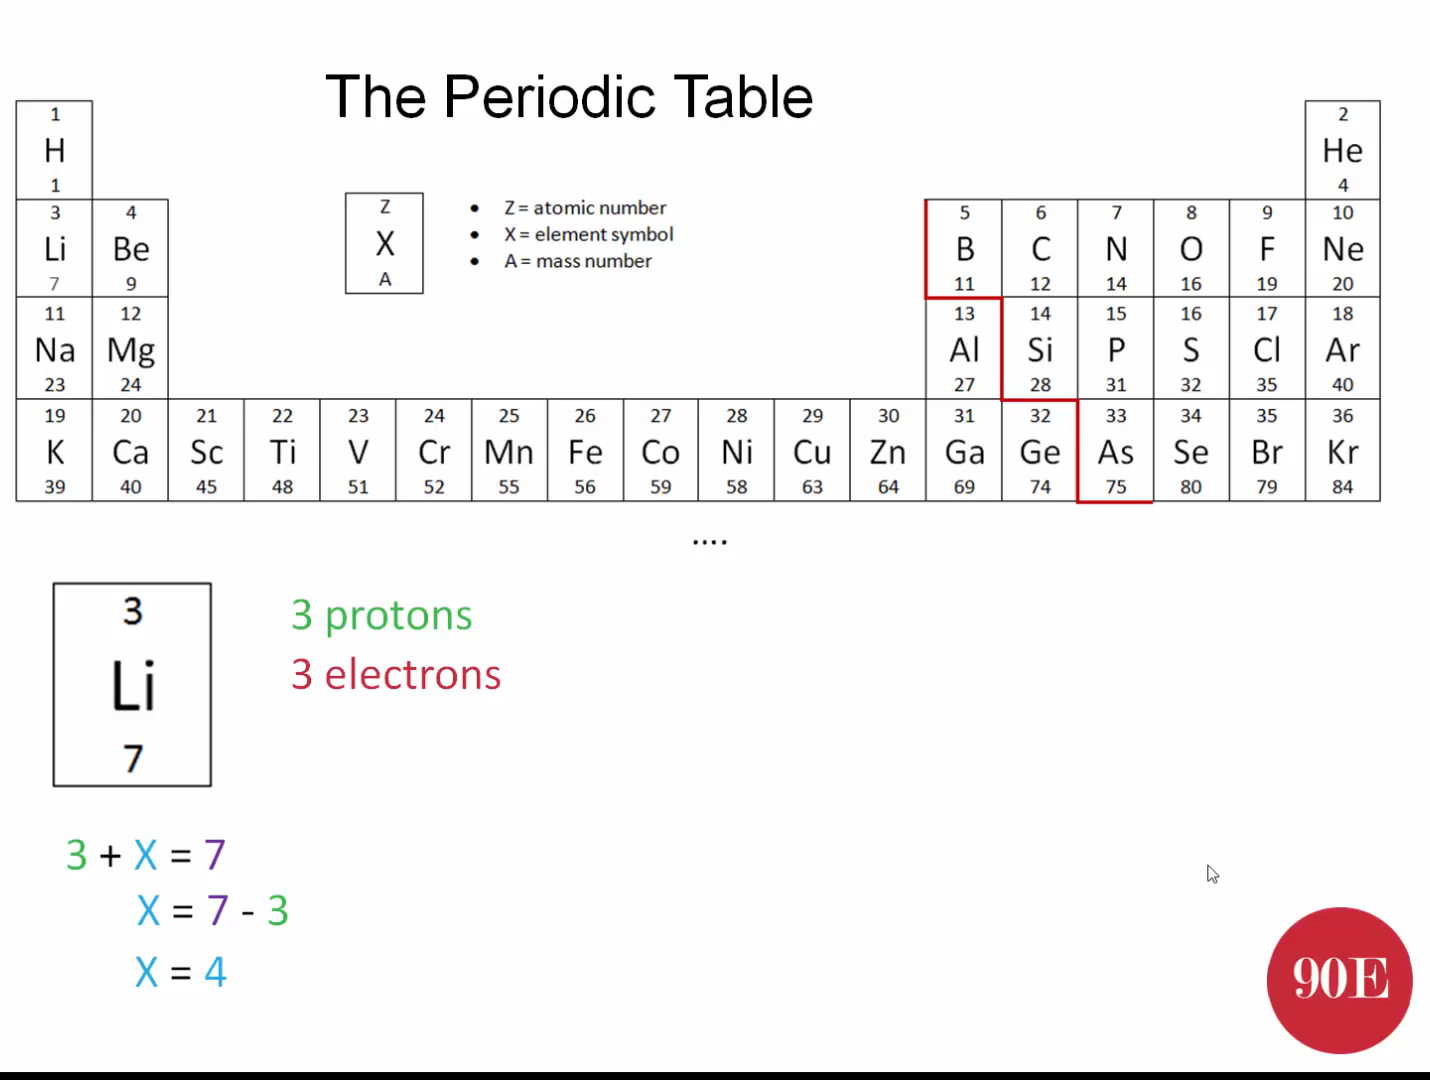 The Periodic Table
1 2
H He
1 4
3 4 5 6 7 8 9 10
Li Be B C N O F Ne
7 9 11 12 14 16 19 20
Z
X
A
• Z = atomic number
• X = element symbol
• A = mass number
11 12 13 14 15 16 17 18
Na Mg Al Si P S Cl Ar
23 24 27 28 31 32 35 40
19 20 21 22 23 24 25 26 27 28 29 30 31 32 33 34 35 36
K Ca Sc Ti V Cr Mn Fe Co Ni Cu Zn Ga Ge As Se Br Kr
39 40 45 48 51 52 55 56 59 58 63 64 69 74 75 80 79 84
....
3
Li
7
3 protons
3 electrons
3 + X = 7
X = 7 - 3
X = 4
90E